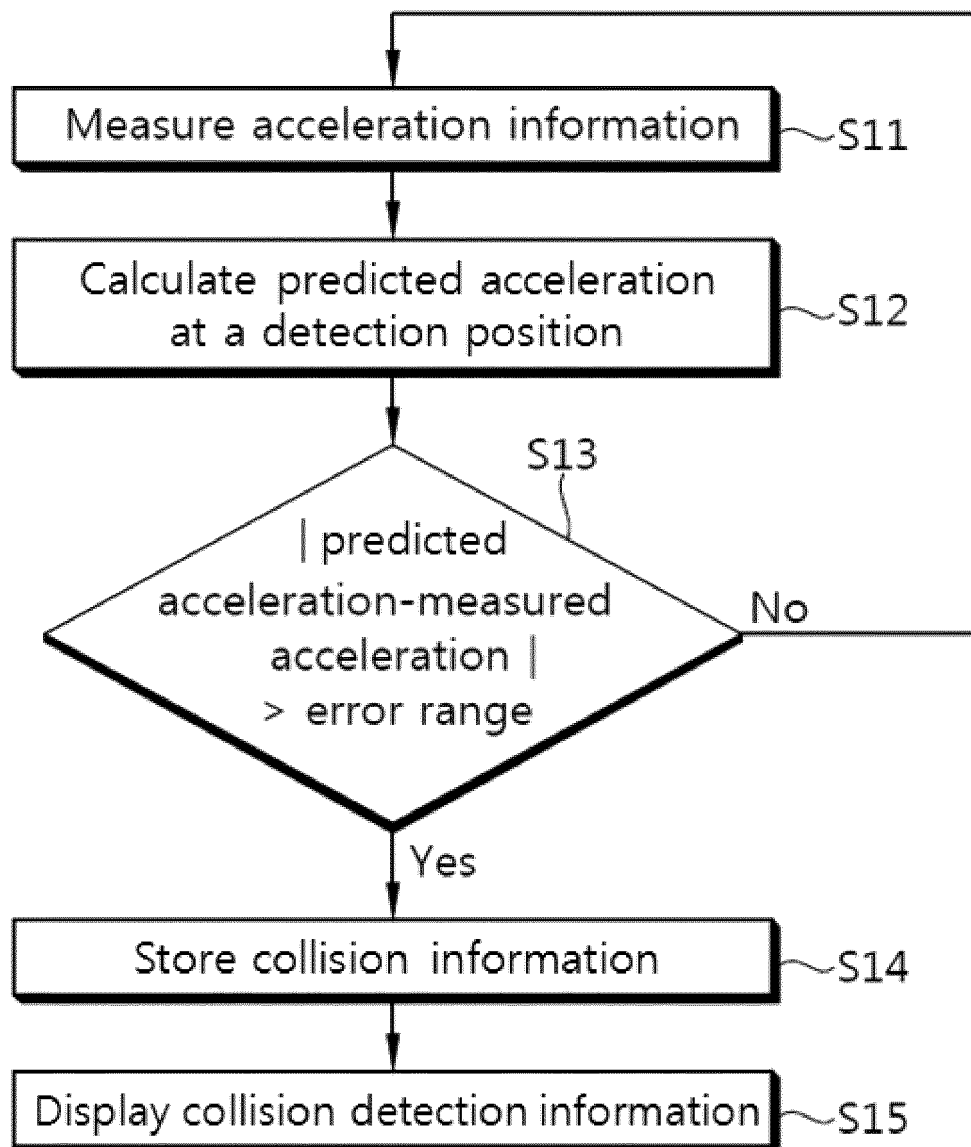 Measure acceleration information
S11
Calculate predicted acceleration
at a detection position
S12
S13
| predicted
acceleration-measured
acceleration |
> error range
No
Yes
Store collision information
S14
Display collision detection information
S15